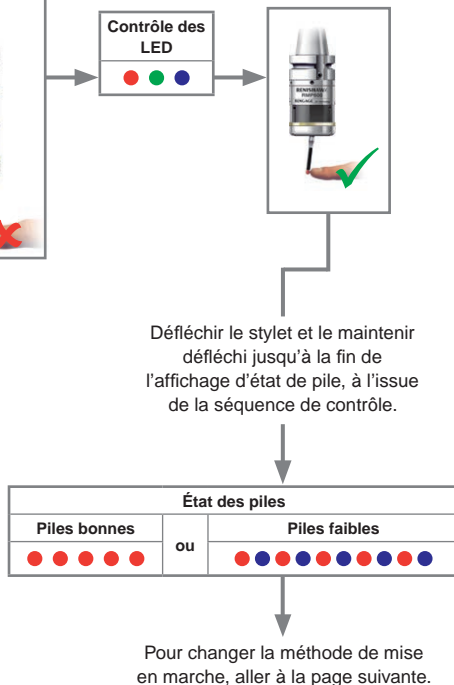 Contrôle des
LED
RENISHAW
Défléchir le stylet et le maintenir
défléchi jusqu'à la fin de
l'affichage d'état de pile, à l'issue
de la séquence de contrôle.
État des piles
Piles bonnes
ou
Piles faibles
Pour changer la méthode de mise
en marche, aller à la page suivante.